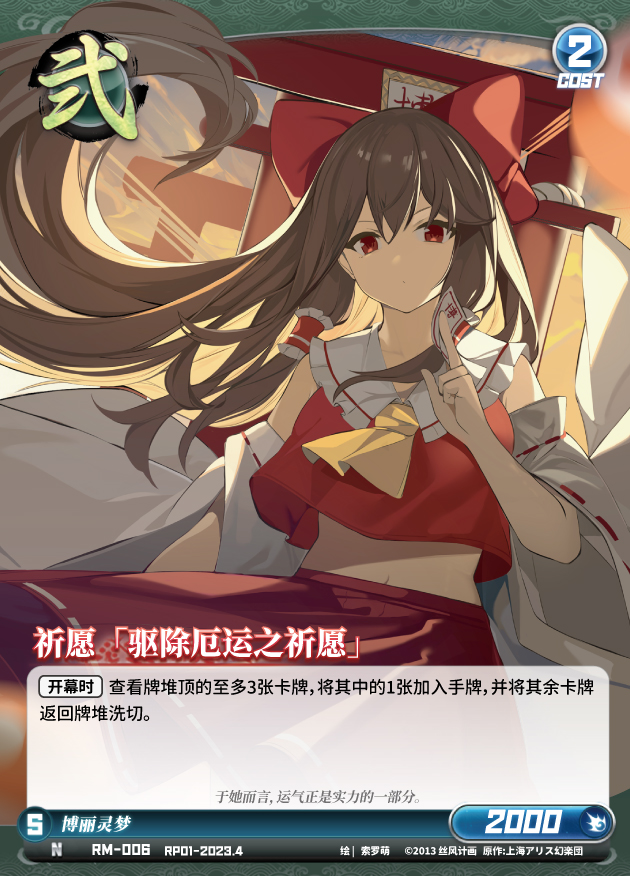 弐
2
COST
博
祈愿「驱除厄运之祈愿」
开幕时 查看牌堆顶的至多3张卡牌,将其中的1张加入手牌,并将其余卡牌
返回牌堆洗切。
于她而言,运气正是实力的一部分。
S 博丽灵梦 2000
N RM-006 RP01-2023.4 绘| 索罗萌 ©2013 丝风计画 原作:上海アリス幻楽団